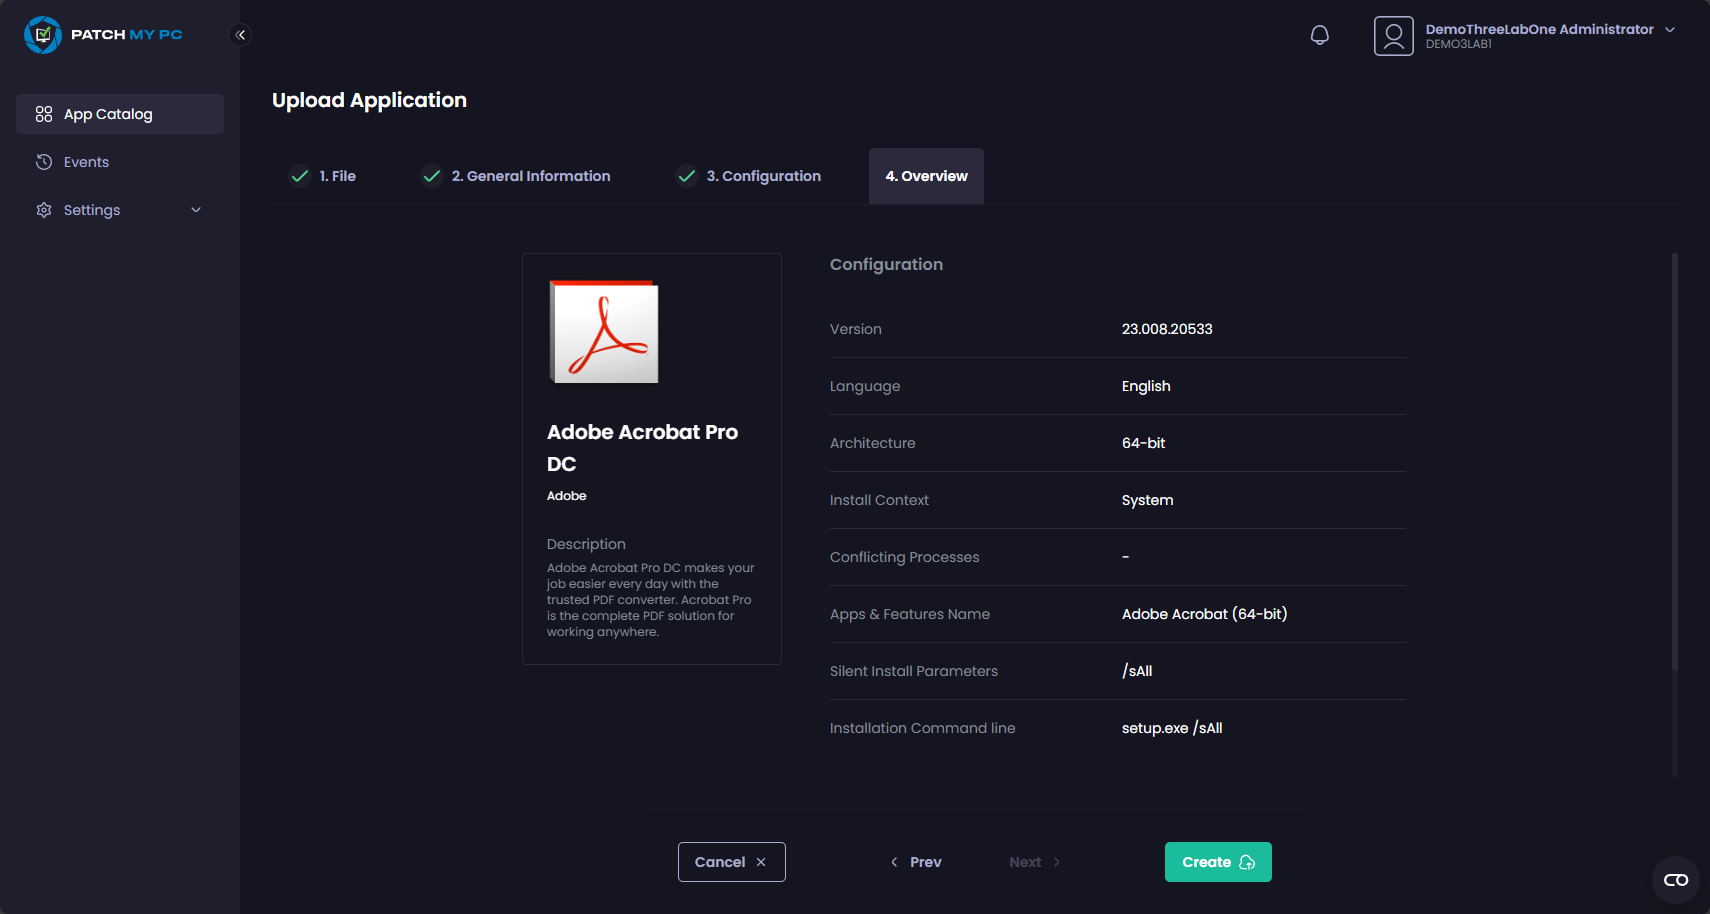 PATCH MY PC
DemoThreeLabOne Administrator
DEMO3LAB1
App Catalog
Events
Settings
Upload Application
1. File
2. General Information
3. Configuration
4. Overview
Adobe Acrobat Pro
DC
Adobe
Description
Adobe Acrobat Pro DC makes your
job easier every day with the
trusted PDF converter. Acrobat Pro
is the complete PDF solution for
working anywhere.
Configuration
Version 23.008.20533
Language English
Architecture 64-bit
Install Context System
Conflicting Processes -
Apps & Features Name Adobe Acrobat (64-bit)
Silent Install Parameters /sAll
Installation Command line setup.exe /sAll
Cancel
Prev
Next
Create